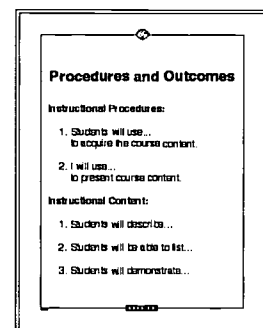 Procedures and Outcomes
Instructional Procedures:
1. Students will use...
to acquire the course content.
2. I will use...
to present course content.
Instructional Content:
1. Students will describe...
2. Students will be able to list...
3. Students will demonstrate...